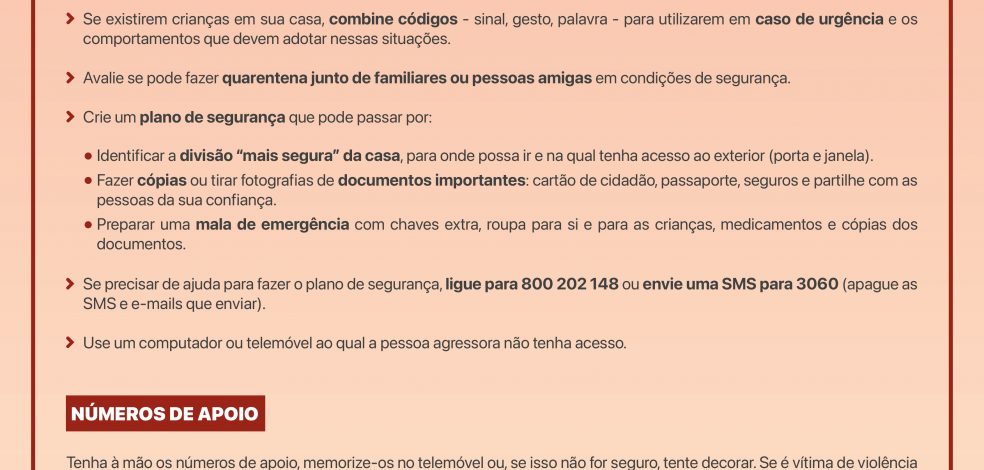 Se existirem crianças em sua casa, combine códigos - sinal, gesto, palavra - para utilizarem em caso de urgência e os
comportamentos que devem adotar nessas situações.
Avalie se pode fazer quarentena junto de familiares ou pessoas amigas em condições de segurança.
Crie um plano de segurança que pode passar por:
Identificar a divisão “mais segura” da casa, para onde possa ir e na qual tenha acesso ao exterior (porta e janela).
Fazer cópias ou tirar fotografias de documentos importantes: cartão de cidadão, passaporte, seguros e partilhe com as
pessoas da sua confiança.
Preparar uma mala de emergência com chaves extra, roupa para si e para as crianças, medicamentos e cópias dos
documentos.
Se precisar de ajuda para fazer o plano de segurança, ligue para 800 202 148 ou envie uma SMS para 3060 (apague as
SMS e e-mails que enviar).
Use um computador ou telemóvel ao qual a pessoa agressora não tenha acesso.
NÚMEROS DE APOIO
Tenha à mão os números de apoio, memorize-os no telemóvel ou, se isso não for seguro, tente decorar. Se é vítima de violência